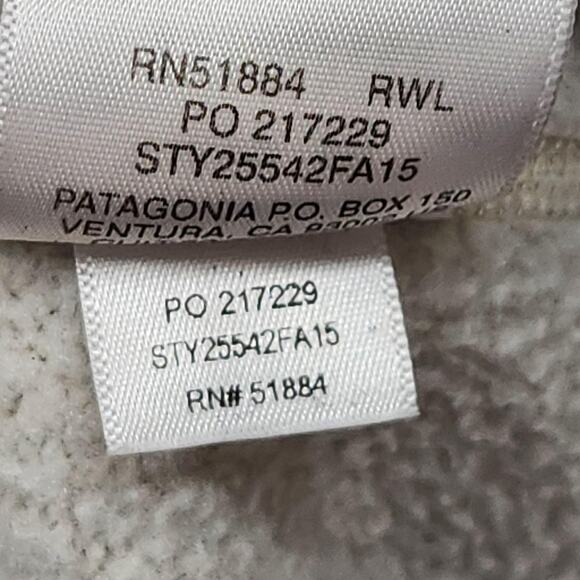 RN51884 RWL
PO 217229
STY25542FA15
PATAGONIA P.O. BOX 150
VENTURA, CA
PO 217229
STY25542FA15
RN# 51884